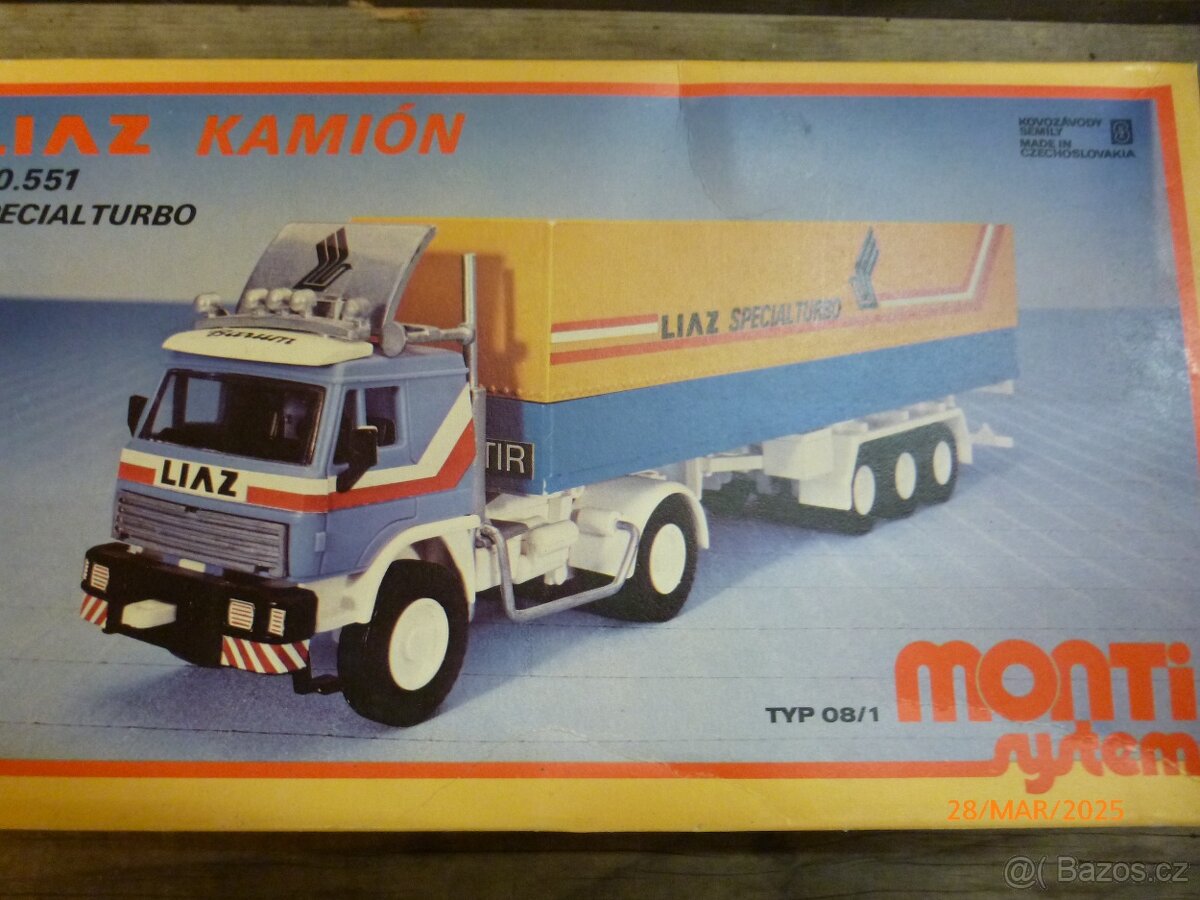 LIAZ KAMIÓN
0.551
PECIALTURBO
KOVOZÁVODY
SEMILY
MADE IN
CZECHOSLOVAKIA
LIAZ SPECIALTURBO
TIR
LIAZ
TYP 08/1
MONTi
system
28/MAR/2025
@( Bazos.cz